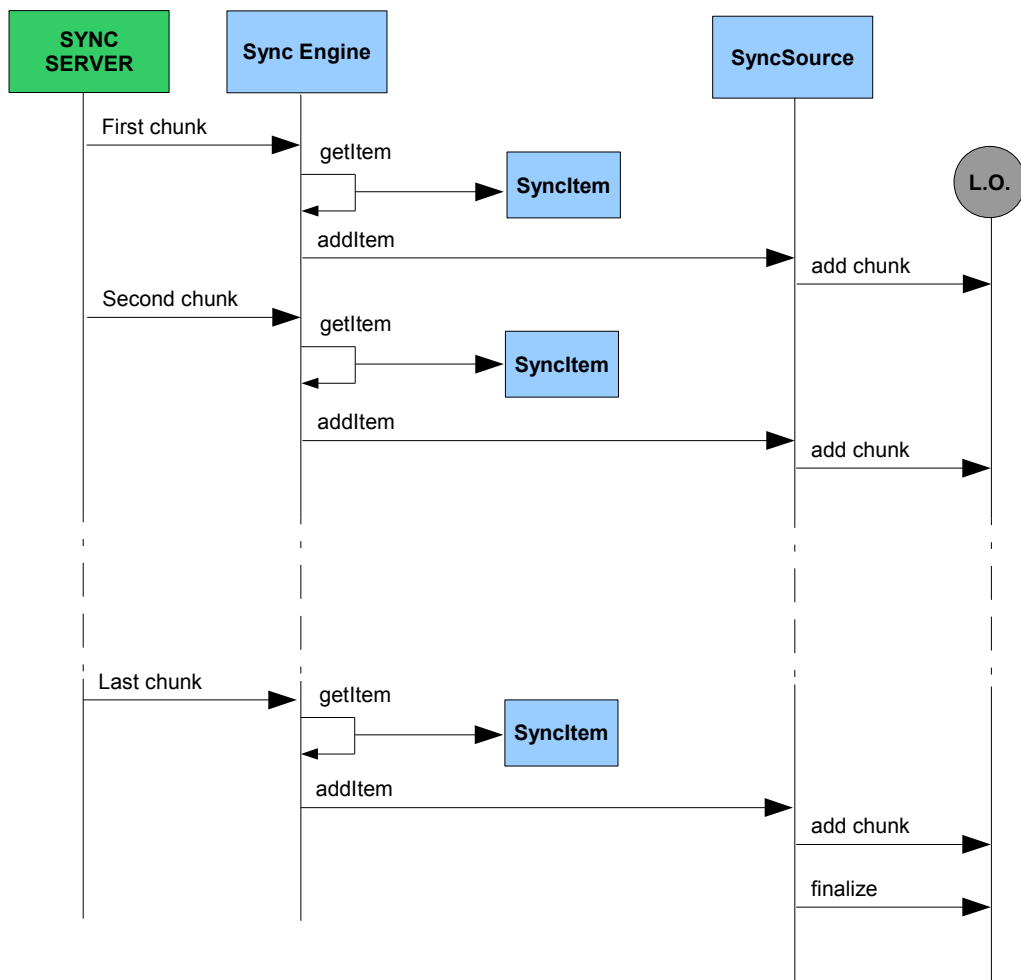 SYNC
SERVER
Sync Engine
SyncSource
First chunk
getItem
SyncItem
L.O.
addItem
add chunk
Second chunk
getItem
SyncItem
addItem
add chunk
Last chunk
getItem
SyncItem
addItem
add chunk
finalize